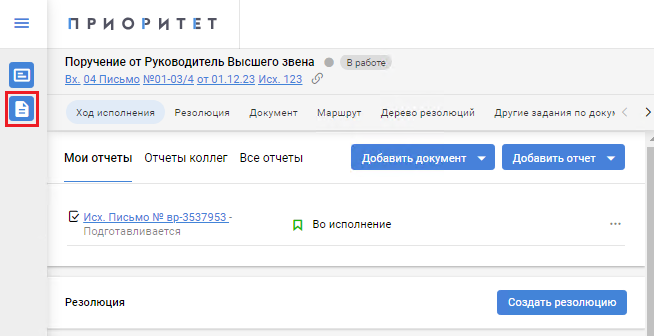 ПРИОРИТЕТ
Поручение от Руководитель Высшего звена В работе
Вх. 04 Письмо №01-03/4 от 01.12.23 Исх. 123
Ход исполнения Резолюция Документ Маршрут Дерево резолюций Другие задания по докум
Мои отчеты Отчеты коллег Все отчеты Добавить документ Добавить отчет
Исх. Письмо № вр-3537953 - Во исполнение
Подготавливается
Резолюция Создать резолюцию